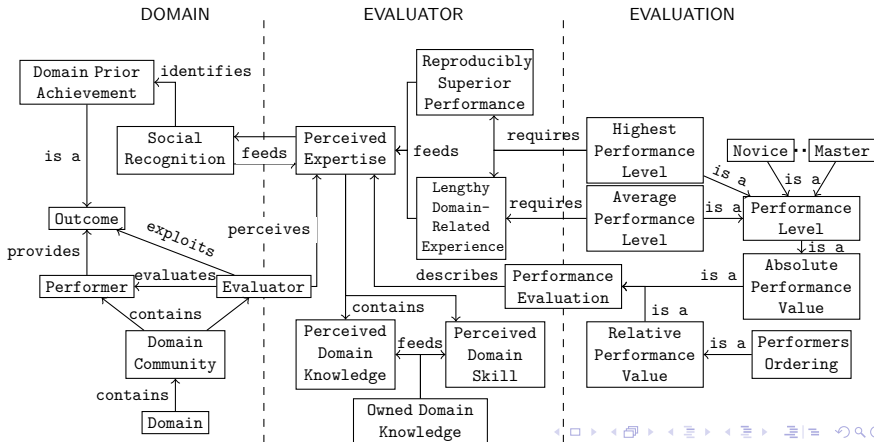 DOMAIN
EVALUATOR
EVALUATION
Domain Prior
Achievement
identifies
Social
Recognition
feeds
is a
Outcome
exploits
provides
evaluates
Performer
Evaluator
perceives
contains
Domain
Community
contains
Domain
Reproducibly
Superior
Performance
Perceived
Expertise
feeds
Lengthy
Domain-
Related
Experience
requires
requires
describes
Performance
Evaluation
contains
Perceived
Domain
Knowledge
feeds
Perceived
Domain
Skill
Owned Domain
Knowledge
Highest
Performance
Level
Average
Performance
Level
is a
is a
Novice
··
Master
is a
is a
Performance
Level
is a
Absolute
Performance
Value
is a
is a
Relative
Performance
Value
is a
Performers
Ordering